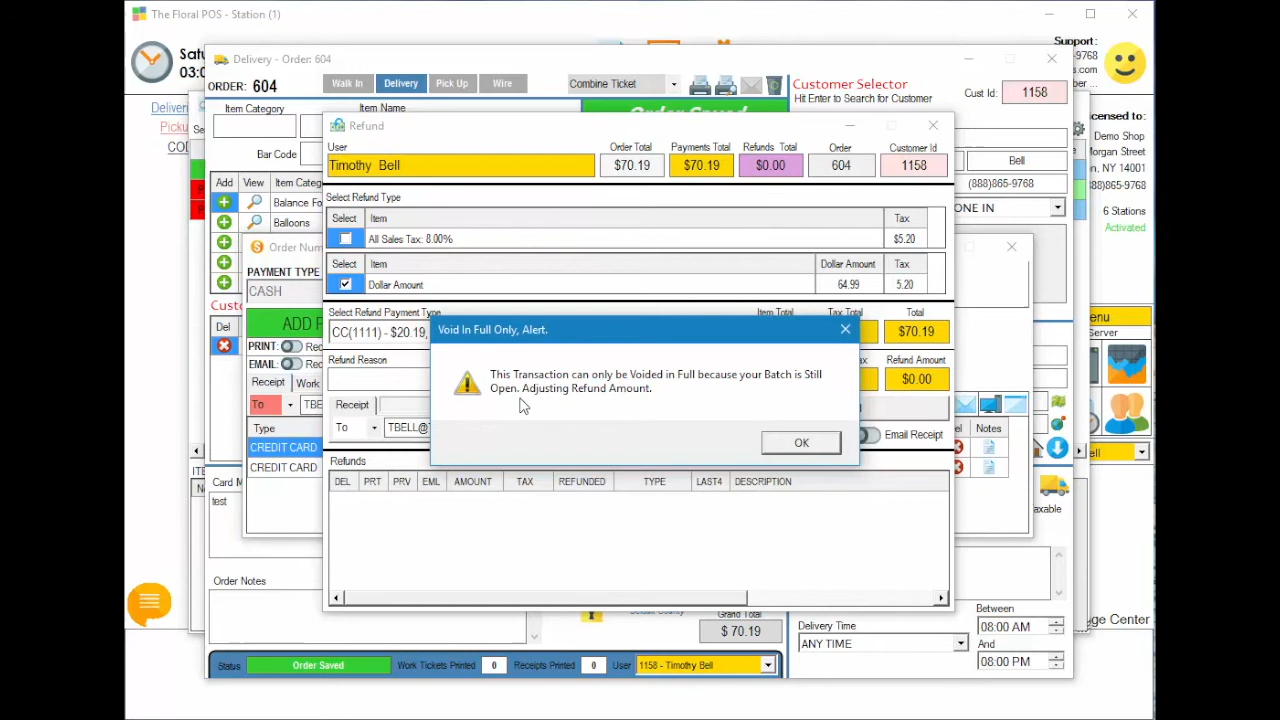 The Floral POS - Station (1)
Support:
Delivery - Order: 604
ORDER: 604
Walk In
Delivery
Pick Up
Wire
Combine Ticket
Customer Selector
Hit Enter to Search for Customer
Cust Id:
1158
Item Category
Item Name
Bar Code
Demo Shop
Morgan Street
NY 14001
6 Stations
Activated
Bell
(888)865-9768
Refund
User
Order Total
Payments Total
Refunds Total
Order
Customer Id
Timothy Bell
$70.19
$70.19
$0.00
604
1158
Add
View
Balloons
Select Refund Type
Select
Item
Tax
All Sales Tax: 8.00%
$5.20
Select
Item
Dollar Amount
Tax
Dollar Amount
64.99
5.20
PAYMENT TYPE
CASH
Select Refund Payment Type
Item Total
Tax Total
Total
CC(1111) - $20.19,
$70.19
Refund Reason
Refund Amount
$0.00
PRINT:
EMAIL:
Receipt
Work
To
Type
CREDIT CARD
CREDIT CARD
Receipt
To
Email Receipt
Notes
Void In Full Only, Alert.
This Transaction can only be Voided in Full because your Batch is Still
Open. Adjusting Refund Amount.
OK
Refunds
DEL
PRT
PRV
EML
AMOUNT
TAX
REFUNDED
TYPE
LAST4
DESCRIPTION
Del
test
Order Notes
Grand Total
$ 70.19
Delivery Time
ANY TIME
Between
08:00 AM
And
08:00 PM
Status
Order Saved
Work Tickets Printed
0
Receipts Printed
0
User
1158 - Timothy Bell